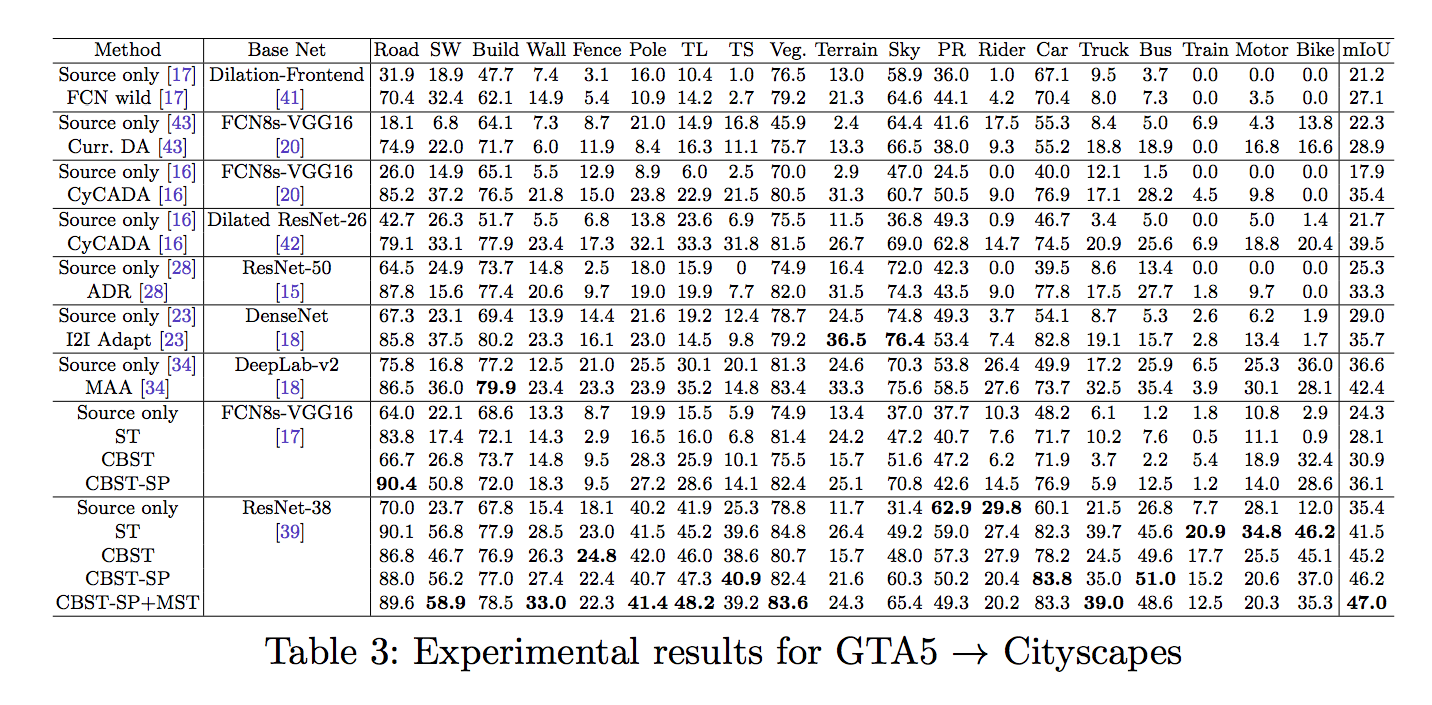 Method Base Net Road SW Build Wall Fence Pole TL TS Veg. Terrain Sky PR Rider Car Truck Bus Train Motor Bike mIoU
Source only [17] Dilation-Frontend 31.9 18.9 47.7 7.4 3.1 16.0 10.4 1.0 76.5 13.0 58.9 36.0 1.0 67.1 9.5 3.7 0.0 0.0 0.0 21.2
FCN wild [17] [41] 70.4 32.4 62.1 14.9 5.4 10.9 14.2 2.7 79.2 21.3 64.6 44.1 4.2 70.4 8.0 7.3 0.0 3.5 0.0 27.1
Source only [43] FCN8s-VGG16 18.1 6.8 64.1 7.3 8.7 21.0 14.9 16.8 45.9 2.4 64.4 41.6 17.5 55.3 8.4 5.0 6.9 4.3 13.8 22.3
Curr. DA [43] [20] 74.9 22.0 71.7 6.0 11.9 8.4 16.3 11.1 75.7 13.3 66.5 38.0 9.3 55.2 18.8 18.9 0.0 16.8 16.6 28.9
Source only [16] FCN8s-VGG16 26.0 14.9 65.1 5.5 12.9 8.9 6.0 2.5 70.0 2.9 47.0 24.5 0.0 40.0 12.1 1.5 0.0 0.0 0.0 17.9
CyCADA [16] [20] 85.2 37.2 76.5 21.8 15.0 23.8 22.9 21.5 80.5 31.3 60.7 50.5 9.0 76.9 17.1 28.2 4.5 9.8 0.0 35.4
Source only [16] Dilated ResNet-26 42.7 26.3 51.7 5.5 6.8 13.8 23.6 6.9 75.5 11.5 36.8 49.3 0.9 46.7 3.4 5.0 0.0 5.0 1.4 21.7
CyCADA [16] [42] 79.1 33.1 77.9 23.4 17.3 32.1 33.3 31.8 81.5 26.7 69.0 62.8 14.7 74.5 20.9 25.6 6.9 18.8 20.4 39.5
Source only [28] ResNet-50 64.5 24.9 73.7 14.8 2.5 18.0 15.9 0 74.9 16.4 72.0 42.3 0.0 39.5 8.6 13.4 0.0 0.0 0.0 25.3
ADR [28] [15] 87.8 15.6 77.4 20.6 9.7 19.0 19.9 7.7 82.0 31.5 74.3 43.5 9.0 77.8 17.5 27.7 1.8 9.7 0.0 33.3
Source only [23] DenseNet 67.3 23.1 69.4 13.9 14.4 21.6 19.2 12.4 78.7 24.5 74.8 49.3 3.7 54.1 8.7 5.3 2.6 6.2 1.9 29.0
I2I Adapt [23] [18] 85.8 37.5 80.2 23.3 16.1 23.0 14.5 9.8 79.2 36.5 76.4 53.4 7.4 82.8 19.1 15.7 2.8 13.4 1.7 35.7
Source only [34] DeepLab-v2 75.8 16.8 77.2 12.5 21.0 25.5 30.1 20.1 81.3 24.6 70.3 53.8 26.4 49.9 17.2 25.9 6.5 25.3 36.0 36.6
MAA [34] [18] 86.5 36.0 79.9 23.4 23.3 23.9 35.2 14.8 83.4 33.3 75.6 58.5 27.6 73.7 32.5 35.4 3.9 30.1 28.1 42.4
Source only FCN8s-VGG16 64.0 22.1 68.6 13.3 8.7 19.9 15.5 5.9 74.9 13.4 37.0 37.7 10.3 48.2 6.1 1.2 1.8 10.8 2.9 24.3
ST [17] 83.8 17.4 72.1 14.3 2.9 16.5 16.0 6.8 81.4 24.2 47.2 40.7 7.6 71.7 10.2 7.6 0.5 11.1 0.9 28.1
CBST 66.7 26.8 73.7 14.8 9.5 28.3 25.9 10.1 75.5 15.7 51.6 47.2 6.2 71.9 3.7 2.2 5.4 18.9 32.4 30.9
CBST-SP 90.4 50.8 72.0 18.3 9.5 27.2 28.6 14.1 82.4 25.1 70.8 42.6 14.5 76.9 5.9 12.5 1.2 14.0 28.6 36.1
Source only ResNet-38 70.0 23.7 67.8 15.4 18.1 40.2 41.9 25.3 78.8 11.7 31.4 62.9 29.8 60.1 21.5 26.8 7.7 28.1 12.0 35.4
ST [39] 90.1 56.8 77.9 28.5 23.0 41.5 45.2 39.6 84.8 26.4 49.2 59.0 27.4 82.3 39.7 45.6 20.9 34.8 46.2 41.5
CBST 86.8 46.7 76.9 26.3 24.8 42.0 46.0 38.6 80.7 15.7 48.0 57.3 27.9 78.2 24.5 49.6 17.7 25.5 45.1 45.2
CBST-SP 88.0 56.2 77.0 27.4 22.4 40.7 47.3 40.9 82.4 21.6 60.3 50.2 20.4 83.8 35.0 51.0 15.2 20.6 37.0 46.2
CBST-SP+MST 89.6 58.9 78.5 33.0 22.3 41.4 48.2 39.2 83.6 24.3 65.4 49.3 20.2 83.3 39.0 48.6 12.5 20.3 35.3 47.0
Table 3: Experimental results for GTA5 → Cityscapes